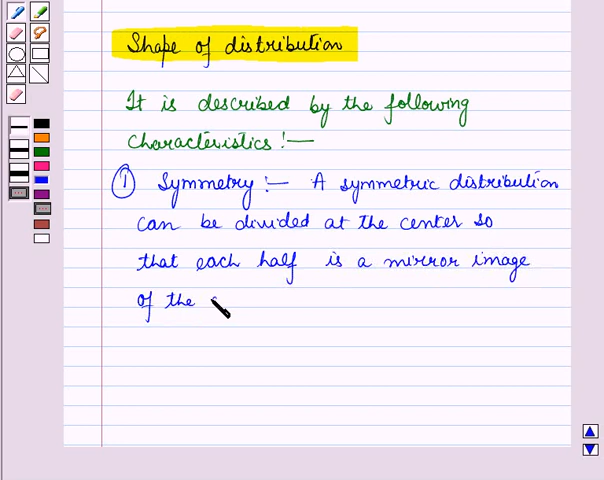 Shape of distribution
It is described by the following
characteristics :—
① Symmetry :— A symmetric distribution
can be divided at the center so
that each half is a mirror image
of the